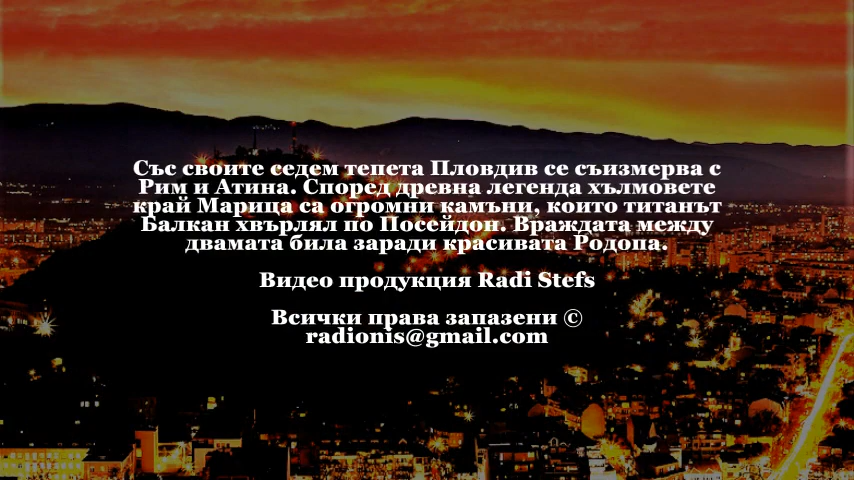 Със своите седем тепета Пловдив се съизмерва с
Рим и Атина. Според древна легенда хълмовете
край Марица са огромни камъни, които титанът
Балкан хвърлял по Посейдон. Враждата между
двамата била заради красивата Родопа.
Видео продукция Radi Stefs
Всички права запазени ©
radionis@gmail.com